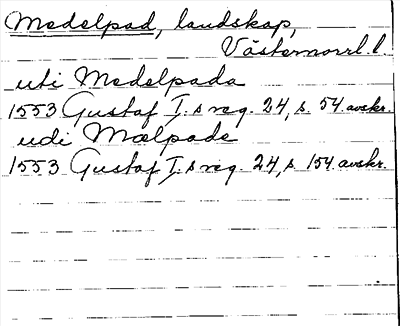 Medelpad, landskap,
Västernorrl. l.
uti Medelpada
1553 Gustaf I.s reg. 24, s. 54. avskr.
udi Mælpade
1553 Gustaf I.s reg. 24, s. 154. avskr.